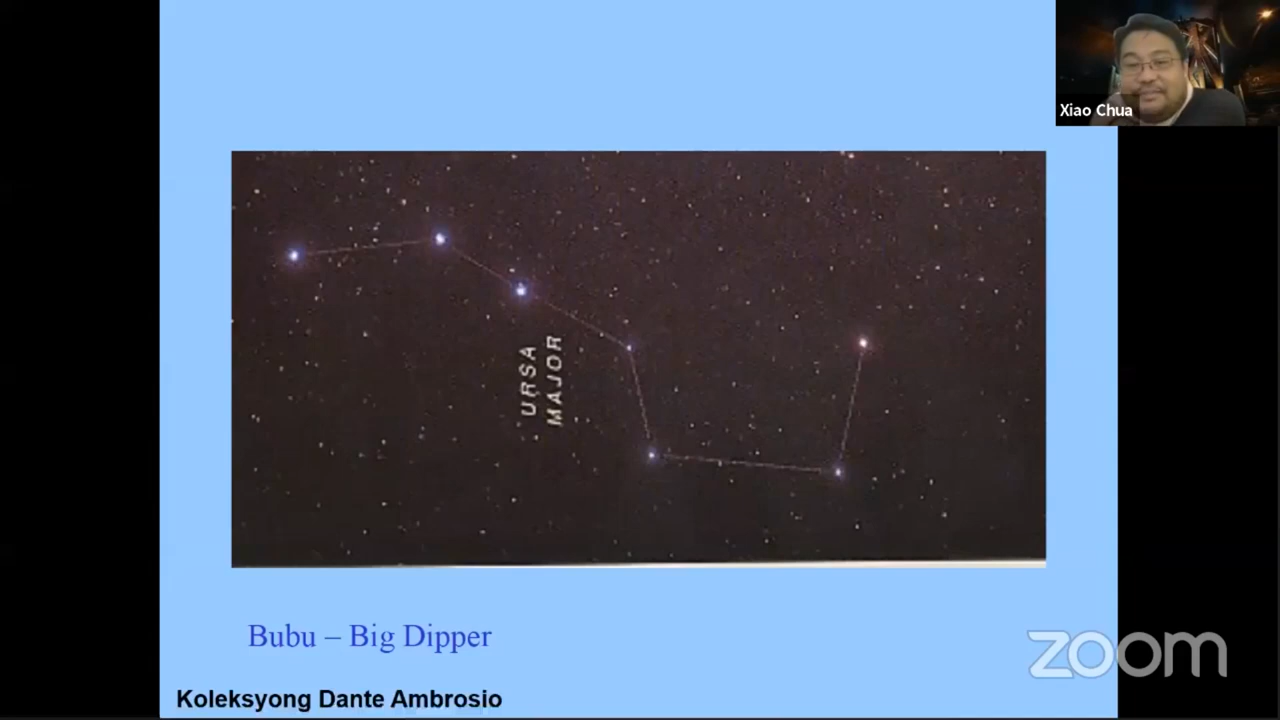 Xiao Chua
URSA
MAJOR
Bubu – Big Dipper
Koleksyong Dante Ambrosio
zoom